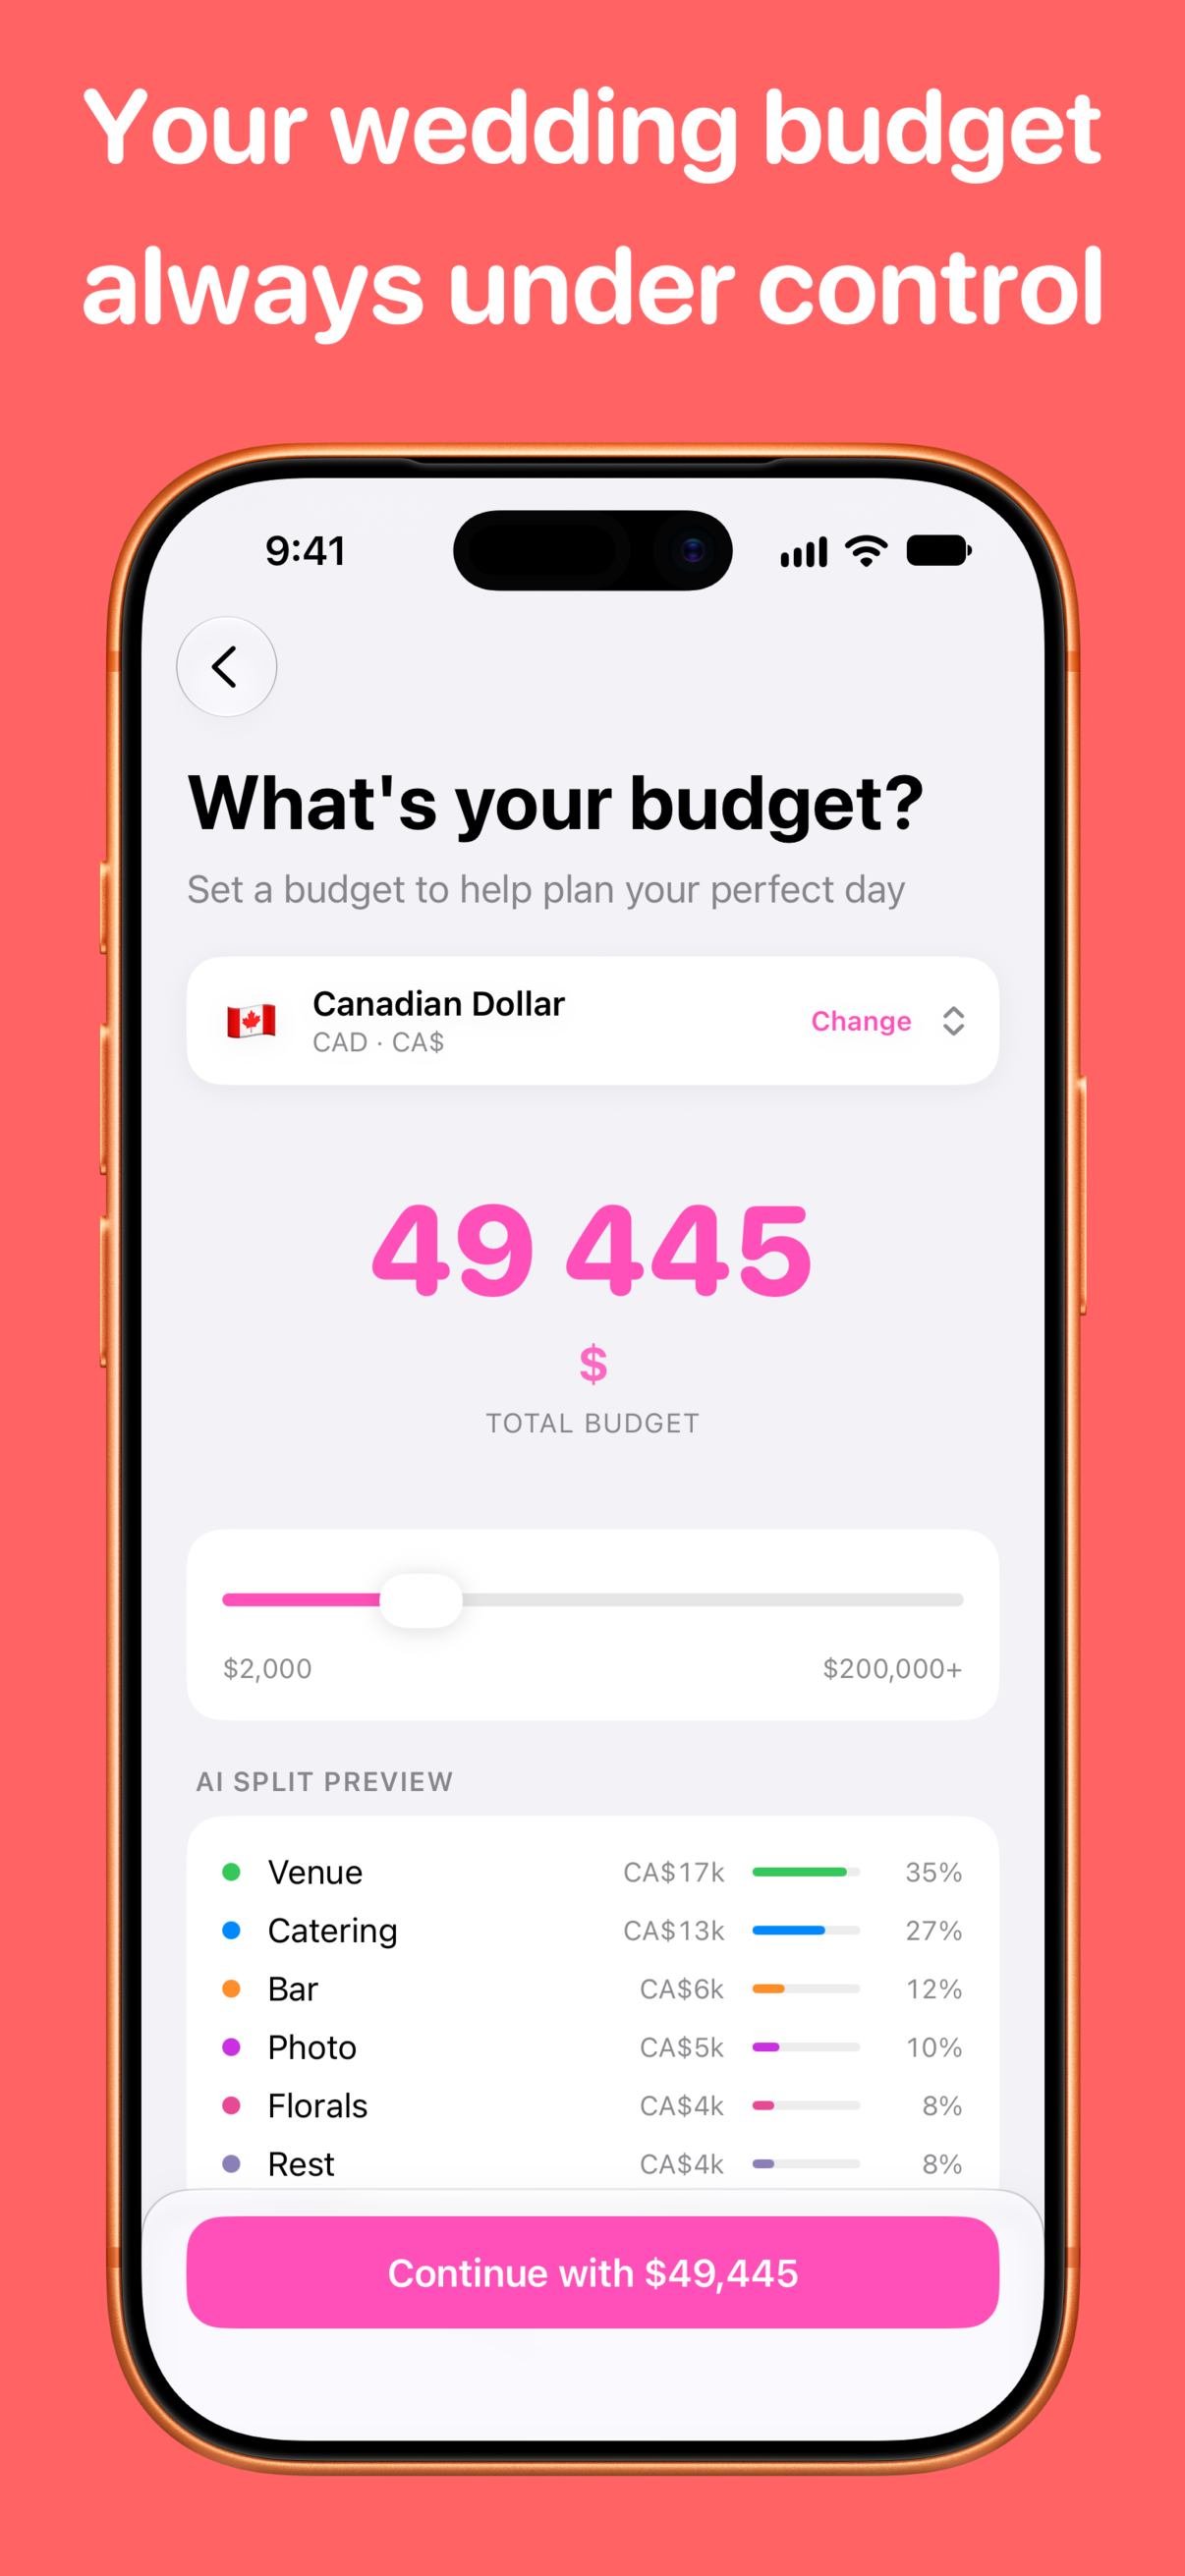 Your wedding budget
always under control
9:41
What's your budget?
Set a budget to help plan your perfect day
Canadian Dollar
CAD · CA$
Change
49 445
$
TOTAL BUDGET
$2,000
$200,000+
AI SPLIT PREVIEW
Venue CA$17k 35%
Catering CA$13k 27%
Bar CA$6k 12%
Photo CA$5k 10%
Florals CA$4k 8%
Rest CA$4k 8%
Continue with $49,445